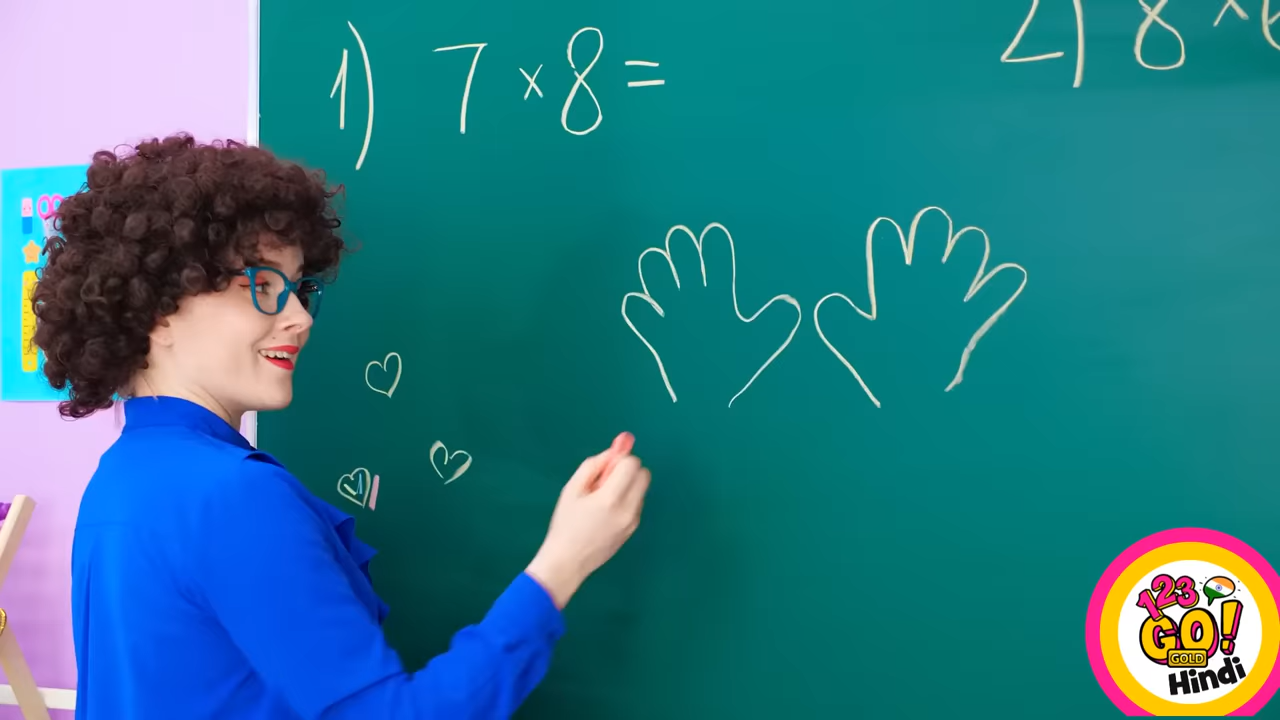 1) 7 × 8 =
2) 8 ×
123
GO!
GOLD
Hindi